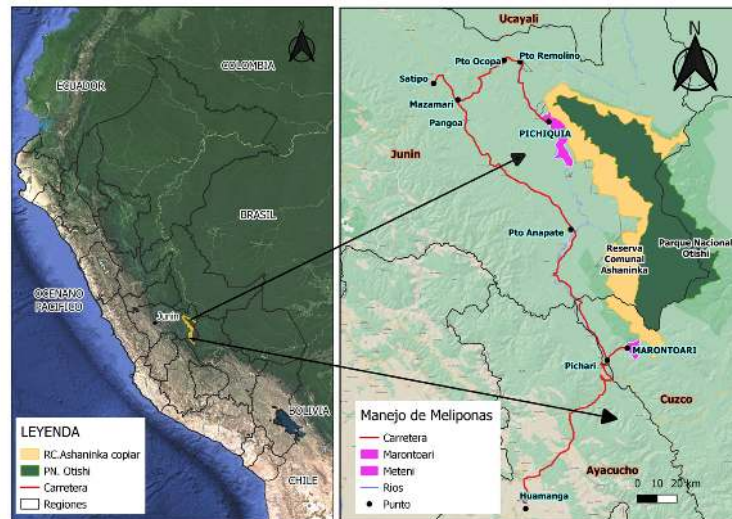 N
COLOMBIA
ECUADOR
BRASIL
OCENANO
PACIFICO
Junin
BOLIVIA
CHILE
LEYENDA
RC.Ashaninka copiar
PN. Otishi
Carretera
Regiones
Ucayali
N
Pto Ocopa
Pto Remolino
Satipo
Mazamari
Pangoa
PICHIQUIA
Junin
Pto Anapate
Reserva
Comunal
Ashaninka
Parque Nacional
Otishi
MARONTOARI
Pichari
Cuzco
Manejo de Meliponas
Carretera
Marontoari
Meteni
Rios
Punto
Ayacucho
Huamanga
0 10 20 km